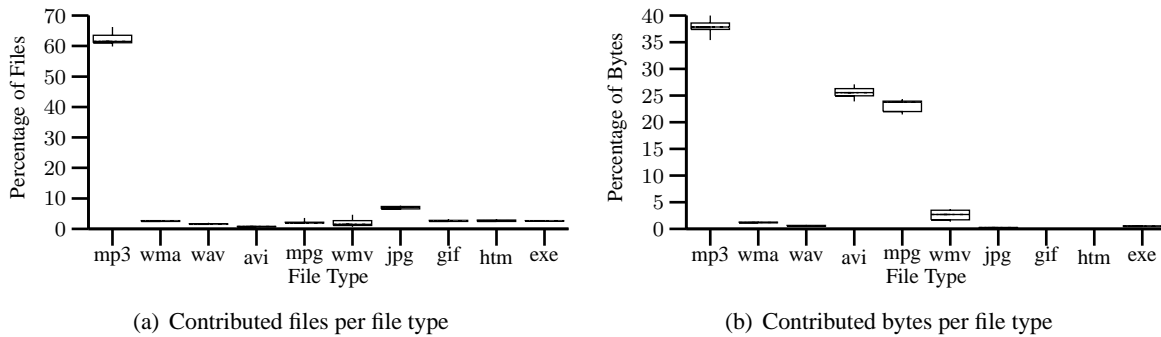 Percentage of Files
70
60
50
40
30
20
10
0
mp3 wma wav avi mpg wmv jpg gif htm exe
File Type
(a) Contributed files per file type
Percentage of Bytes
40
35
30
25
20
15
10
5
0
mp3 wma wav avi mpg wmv jpg gif htm exe
File Type
(b) Contributed bytes per file type